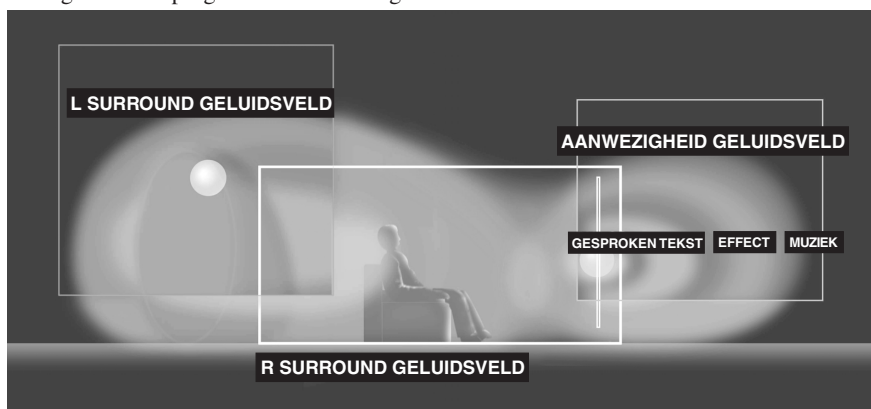 L SURROUND GELUIDSVELD
AANWEZIGHEID GELUIDSVELD
GESPROKEN TEKST EFFECT MUZIEK
R SURROUND GELUIDSVELD